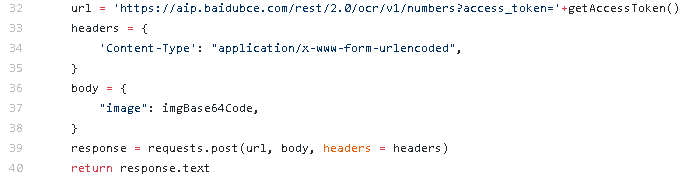 32 url = 'https://aip.baidubce.com/rest/2.0/ocr/v1/numbers?access_token='+getAccessToken()
33 headers = {
34 'Content-Type': "application/x-www-form-urlencoded",
35 }
36 body = {
37 "image": imgBase64Code,
38 }
39 response = requests.post(url, body, headers = headers)
40 return response.text